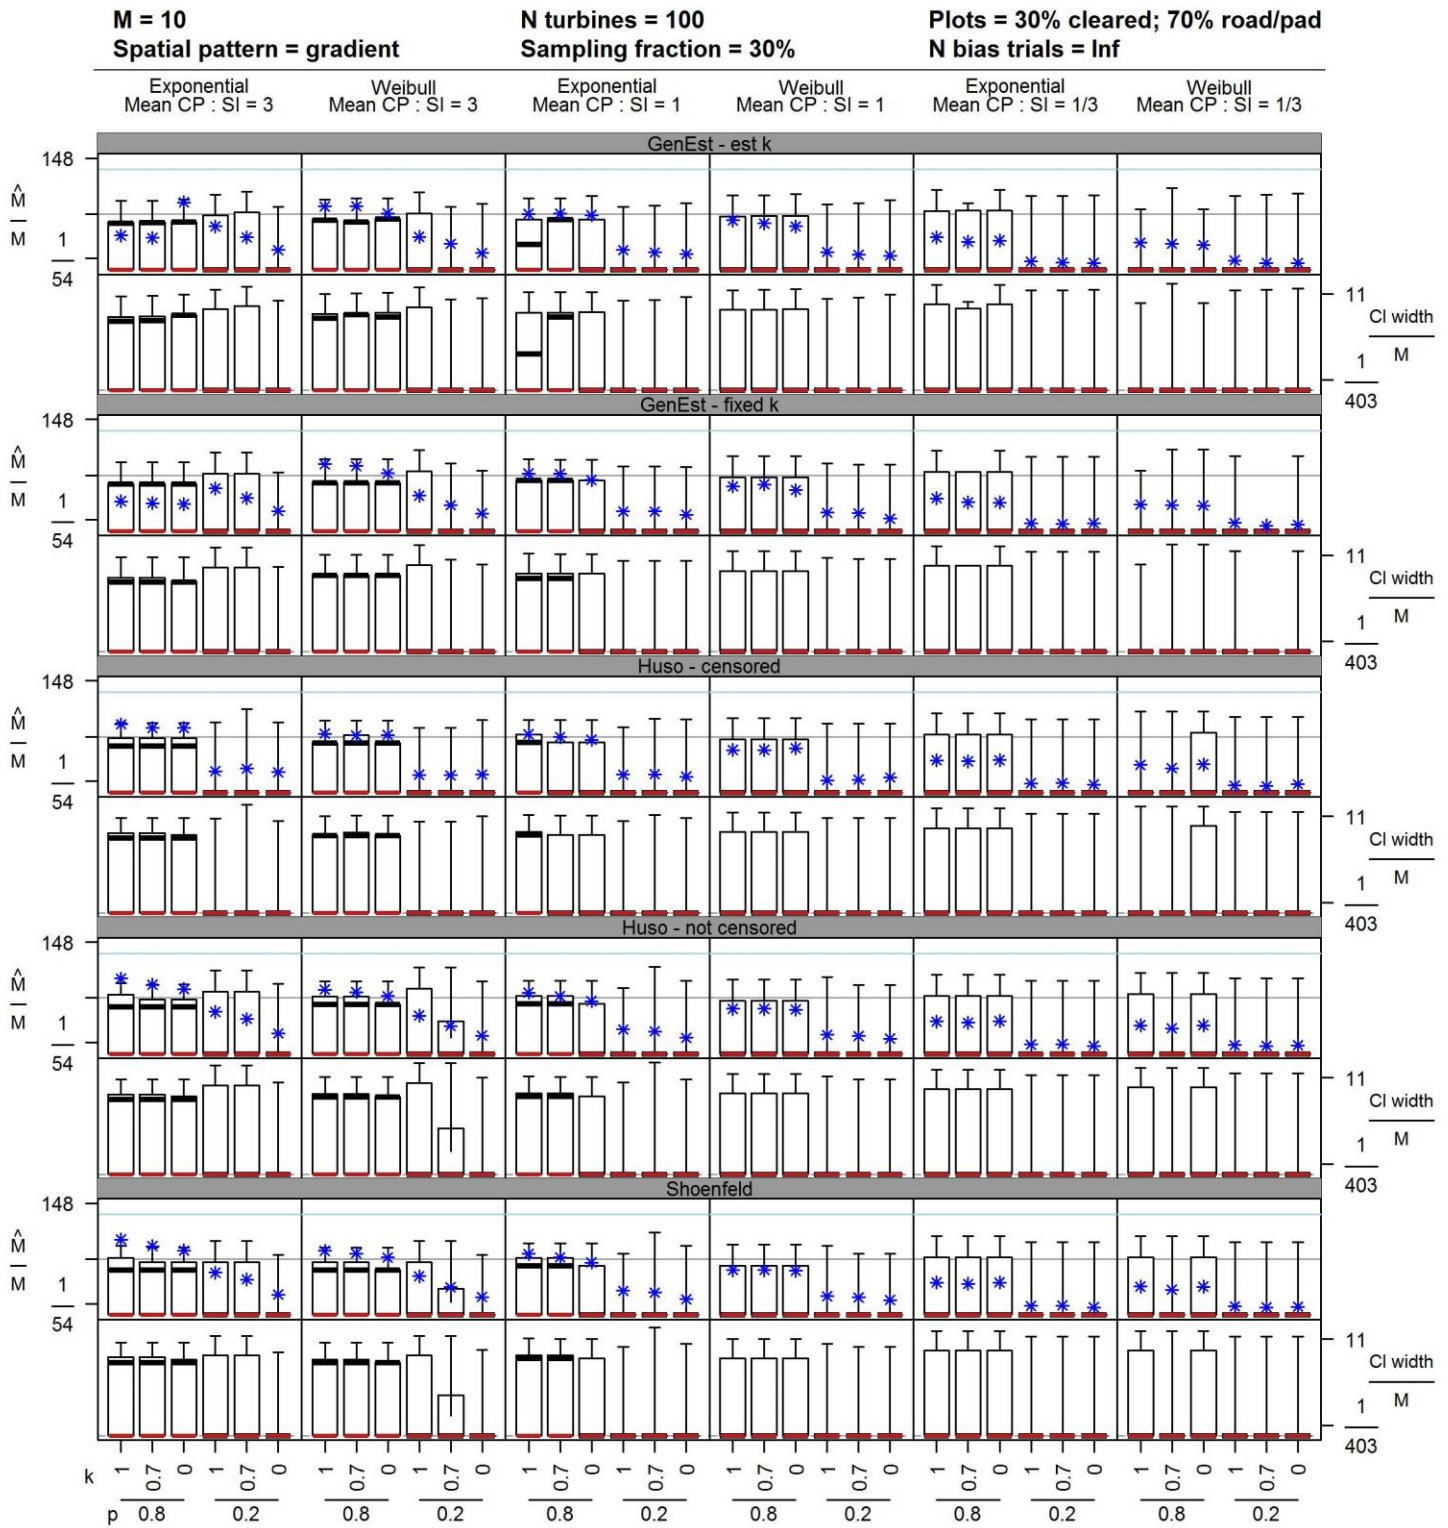 M = 10 N turbines = 100 Plots = 30% cleared; 70% road/pad
Spatial pattern = gradient Sampling fraction = 30% N bias trials = Inf
Exponential Weibull Exponential Weibull Exponential Weibull
Mean CP : SI = 3 Mean CP : SI = 3 Mean CP : SI = 1 Mean CP : SI = 1 Mean CP : SI = 1/3 Mean CP : SI = 1/3
GenEst - est k
148
M̂
M
1
54
11
CI width
M
1
403
GenEst - fixed k
148
M̂
M
1
54
11
CI width
M
1
403
Huso - censored
148
M̂
M
1
54
11
CI width
M
1
403
Huso - not censored
148
M̂
M
1
54
11
CI width
M
1
403
Shoenfeld
148
M̂
M
1
54
11
CI width
M
1
403
k 1 0.7 0 1 0.7 0 1 0.7 0 1 0.7 0 1 0.7 0 1 0.7 0 1 0.7 0 1 0.7 0 1 0.7 0 1 0.7 0 1 0.7 0 1 0.7 0
p 0.8 0.2 0.8 0.2 0.8 0.2 0.8 0.2 0.8 0.2 0.8 0.2